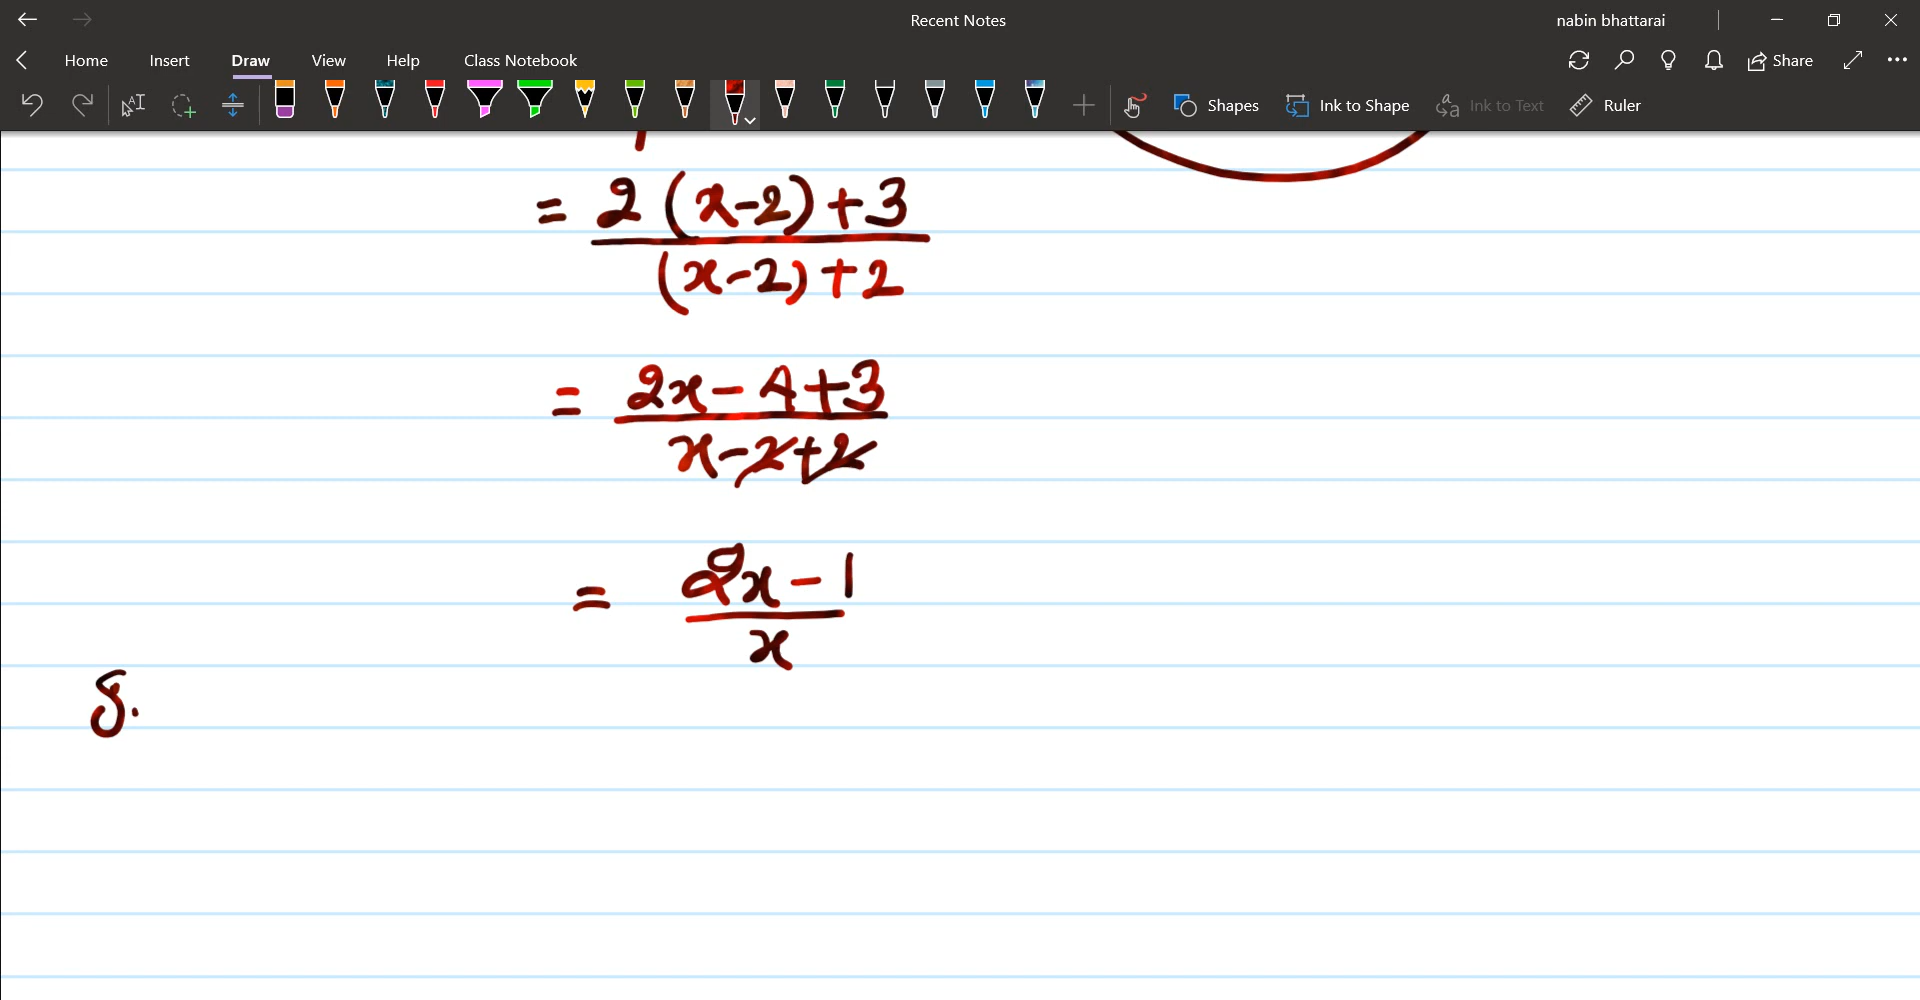 Recent Notes
nabin bhattarai
Home Insert Draw View Help Class Notebook
Share
Shapes Ink to Shape Ink to Text Ruler
= 2 (x-2)+3
(x-2)+2
= 2x-4+3
x-2+2
= 2x-1
x
8.